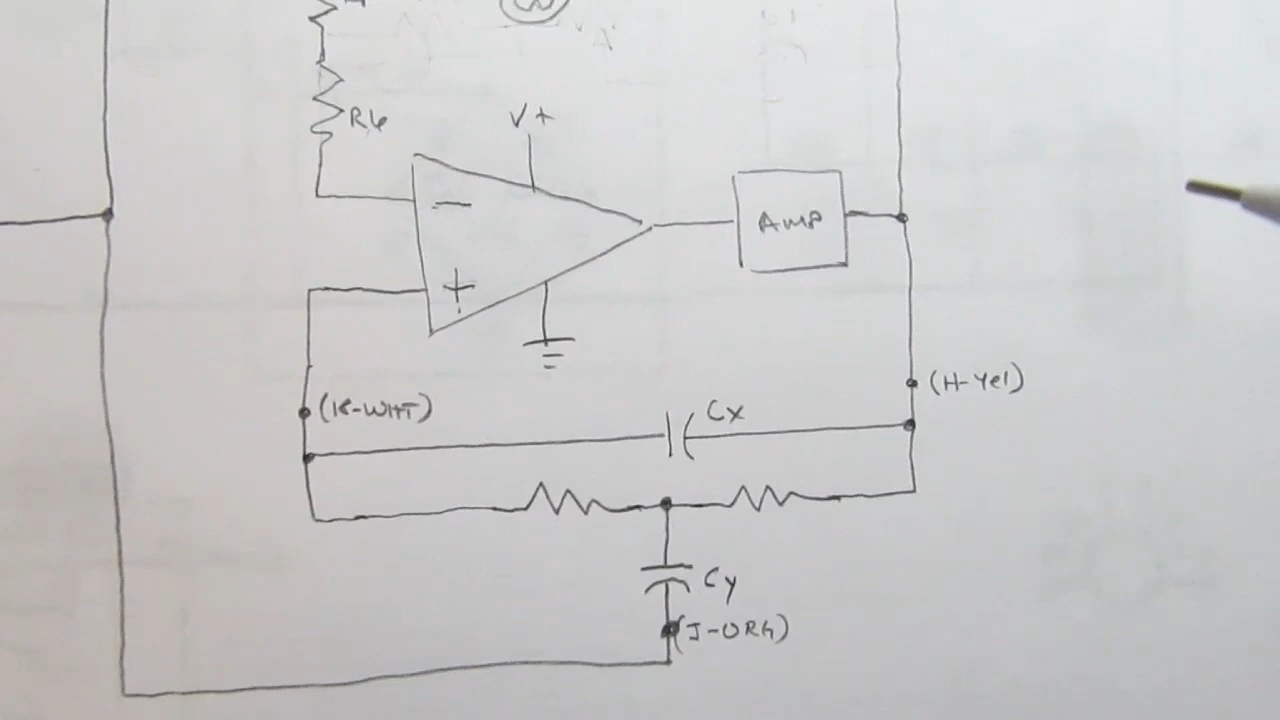 R6
V+
−
AMP
+
(H-Yel)
(K-WHT)
Cx
Cy
(J-ORG)